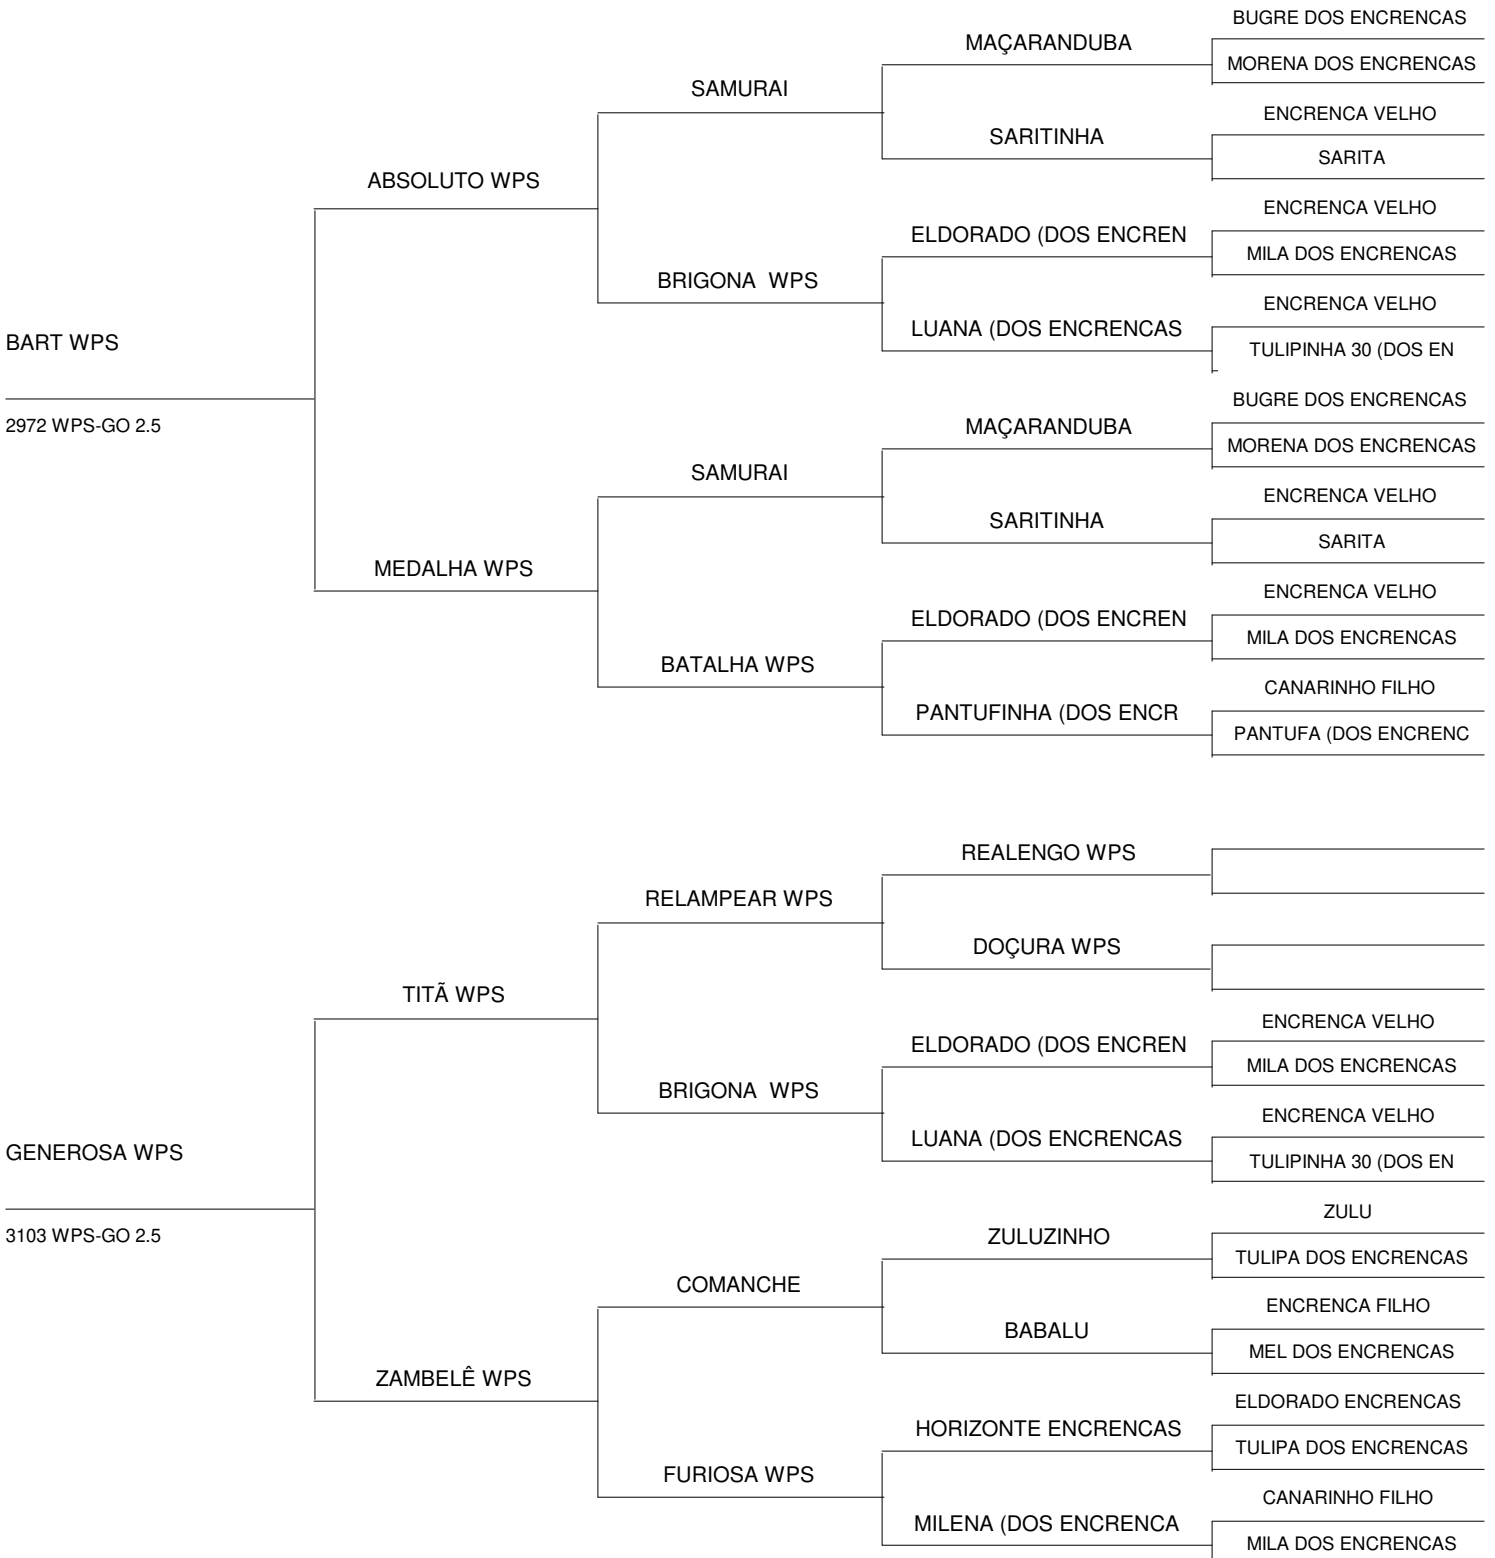 BUGRE DOS ENCRENCAS
MAÇARANDUBA
MORENA DOS ENCRENCAS
SAMURAI
ENCRENCA VELHO
SARITINHA
SARITA
ABSOLUTO WPS
ENCRENCA VELHO
ELDORADO (DOS ENCREN
MILA DOS ENCRENCAS
BRIGONA WPS
ENCRENCA VELHO
LUANA (DOS ENCRENCAS
BART WPS
TULIPINHA 30 (DOS EN
2972 WPS-GO 2.5
BUGRE DOS ENCRENCAS
MAÇARANDUBA
MORENA DOS ENCRENCAS
SAMURAI
ENCRENCA VELHO
SARITINHA
SARITA
MEDALHA WPS
ENCRENCA VELHO
ELDORADO (DOS ENCREN
MILA DOS ENCRENCAS
BATALHA WPS
CANARINHO FILHO
PANTUFINHA (DOS ENCR
PANTUFA (DOS ENCRENC
REALENGO WPS
RELAMPEAR WPS
DOÇURA WPS
TITÃ WPS
ENCRENCA VELHO
ELDORADO (DOS ENCREN
MILA DOS ENCRENCAS
BRIGONA WPS
ENCRENCA VELHO
LUANA (DOS ENCRENCAS
GENEROSA WPS
TULIPINHA 30 (DOS EN
3103 WPS-GO 2.5
ZULU
ZULUZINHO
TULIPA DOS ENCRENCAS
COMANCHE
ENCRENCA FILHO
BABALU
MEL DOS ENCRENCAS
ZAMBELÊ WPS
ELDORADO ENCRENCAS
HORIZONTE ENCRENCAS
TULIPA DOS ENCRENCAS
FURIOSA WPS
CANARINHO FILHO
MILENA (DOS ENCRENCA
MILA DOS ENCRENCAS